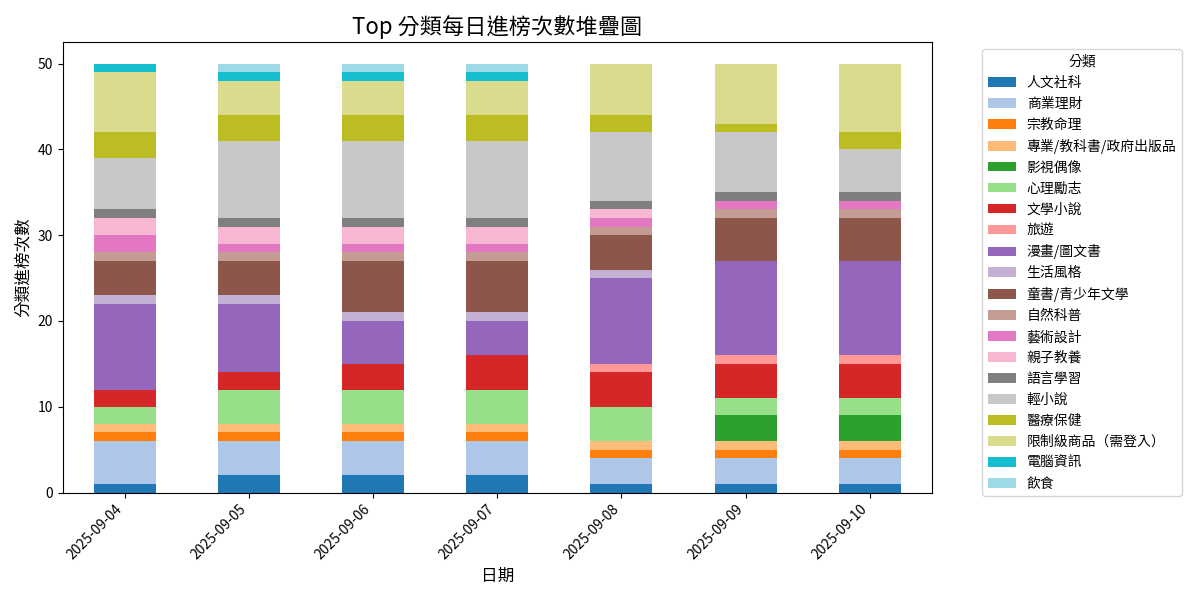 Top 分類每日進榜次數堆疊圖
分類進榜次數
50
40
30
20
10
0
2025-09-04
2025-09-05
2025-09-06
2025-09-07
2025-09-08
2025-09-09
2025-09-10
日期
分類
人文社科
商業理財
宗教命理
專業/教科書/政府出版品
影視偶像
心理勵志
文學小說
旅遊
漫畫/圖文書
生活風格
童書/青少年文學
自然科普
藝術設計
親子教養
語言學習
輕小說
醫療保健
限制級商品（需登入）
電腦資訊
飲食